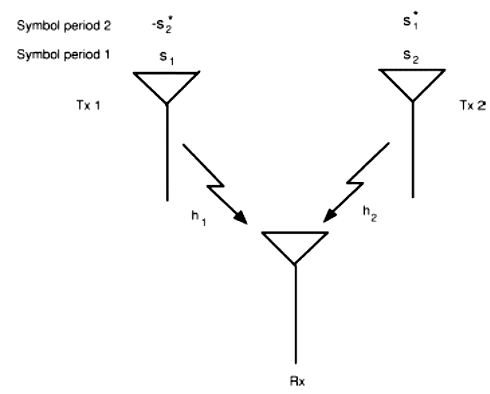 Symbol period 2 -s2* s1*
Symbol period 1 s1 s2
Tx 1 Tx 2
h1 h2
Rx